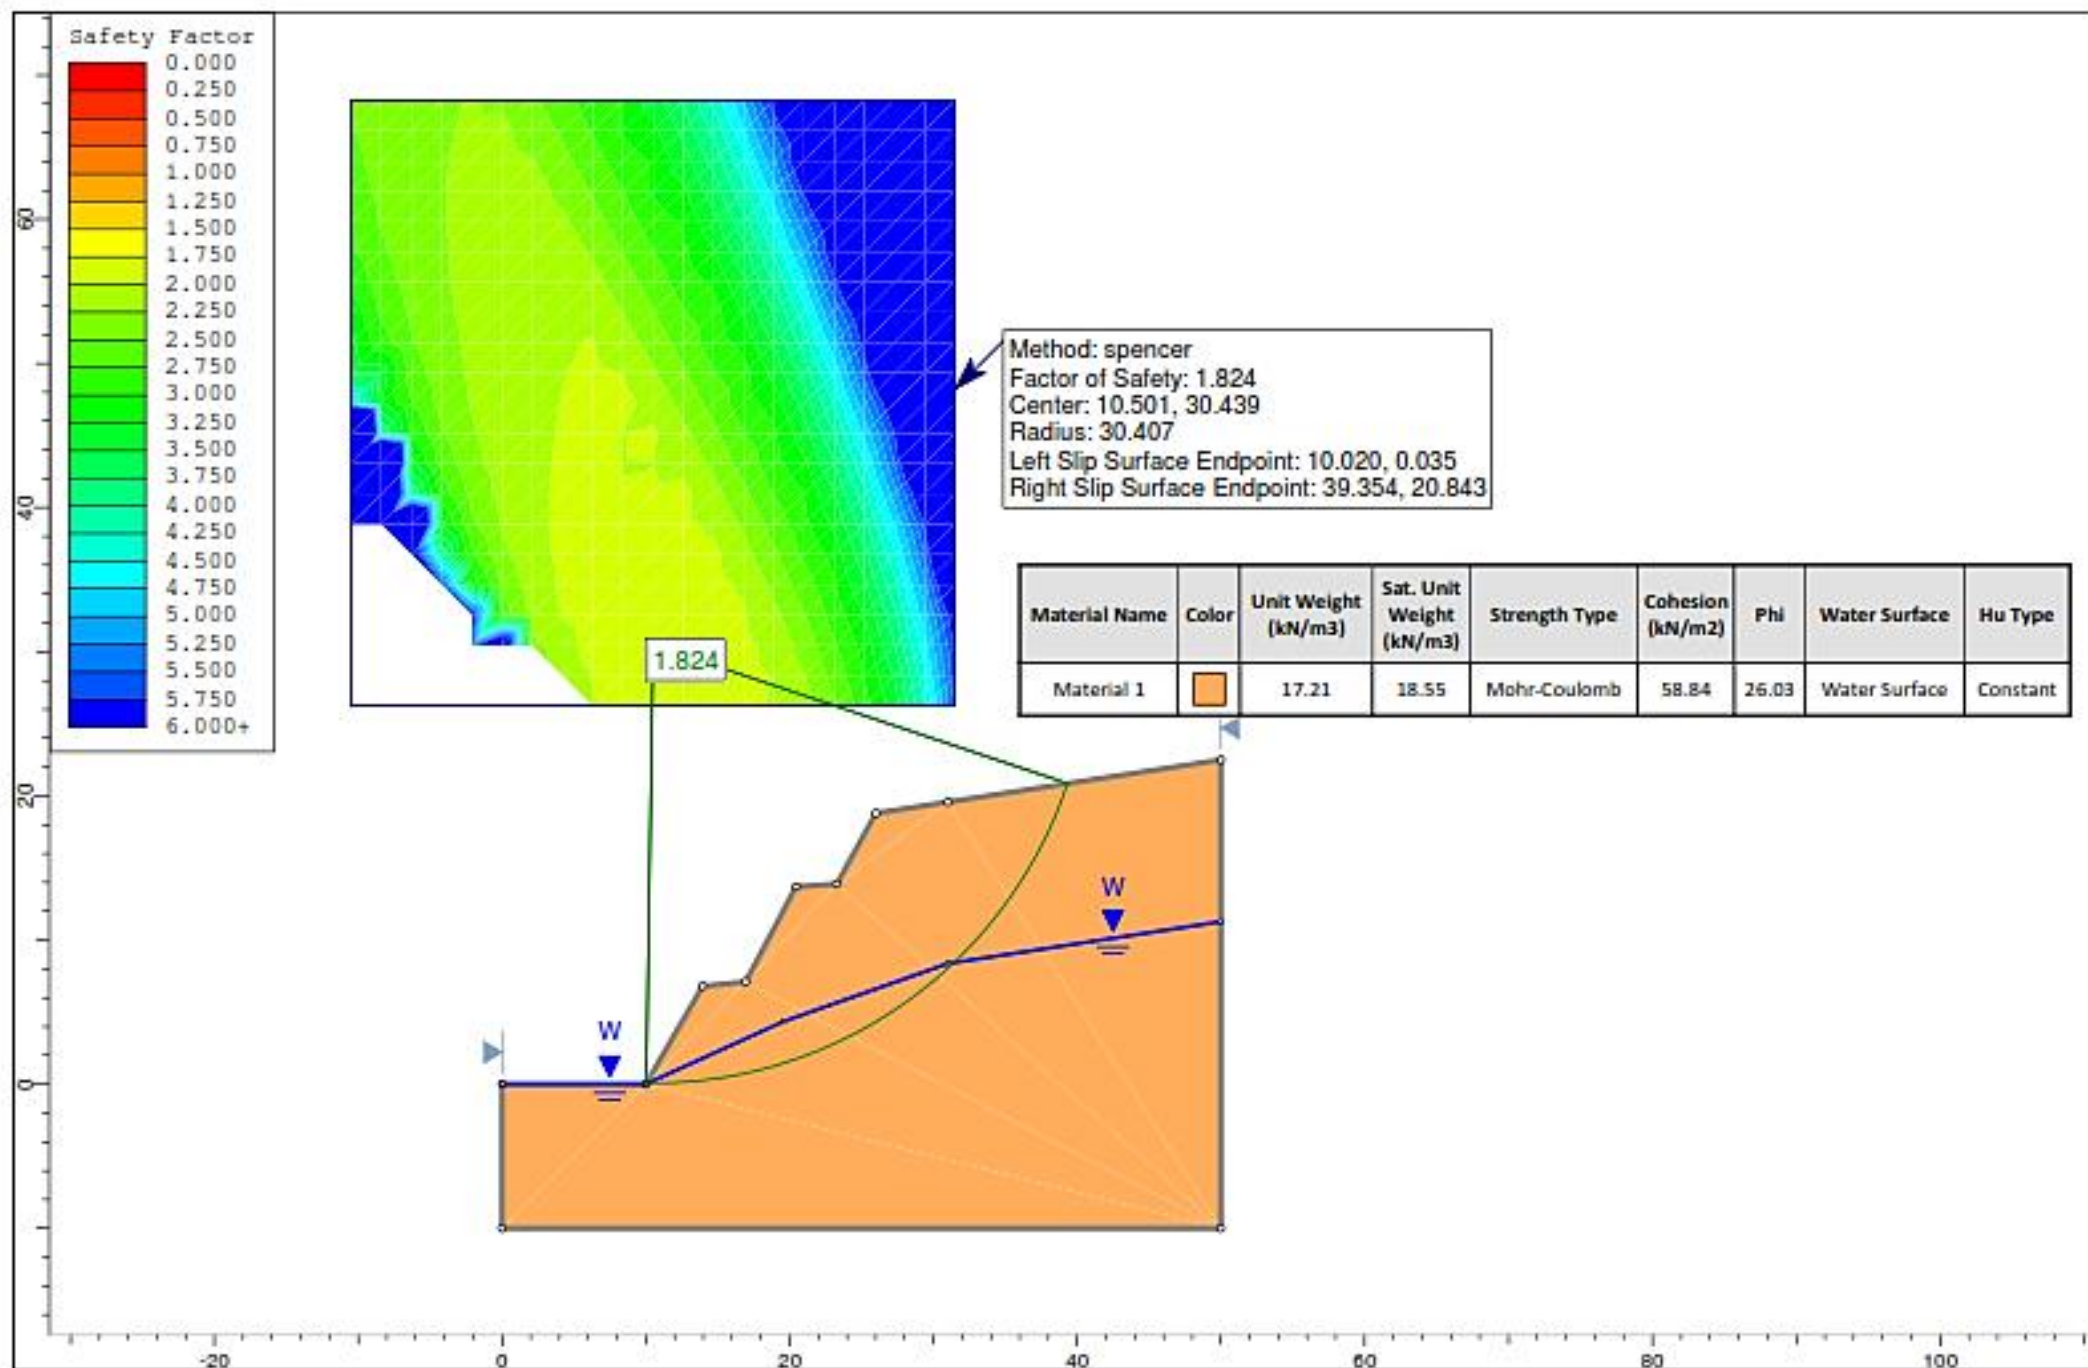 Safety Factor
0.000
0.250
0.500
0.750
1.000
1.250
1.500
1.750
2.000
2.250
2.500
2.750
3.000
3.250
3.500
3.750
4.000
4.250
4.500
4.750
5.000
5.250
5.500
5.750
6.000+
Method: spencer
Factor of Safety: 1.824
Center: 10.501, 30.439
Radius: 30.407
Left Slip Surface Endpoint: 10.020, 0.035
Right Slip Surface Endpoint: 39.354, 20.843
Material Name Color Unit Weight (kN/m3) Sat. Unit Weight (kN/m3) Strength Type Cohesion (kN/m2) Phi Water Surface Hu Type
Material 1 17.21 18.55 Mohr-Coulomb 58.84 26.03 Water Surface Constant
1.824
W
W
60
40
20
0
-20 0 20 40 60 80 100